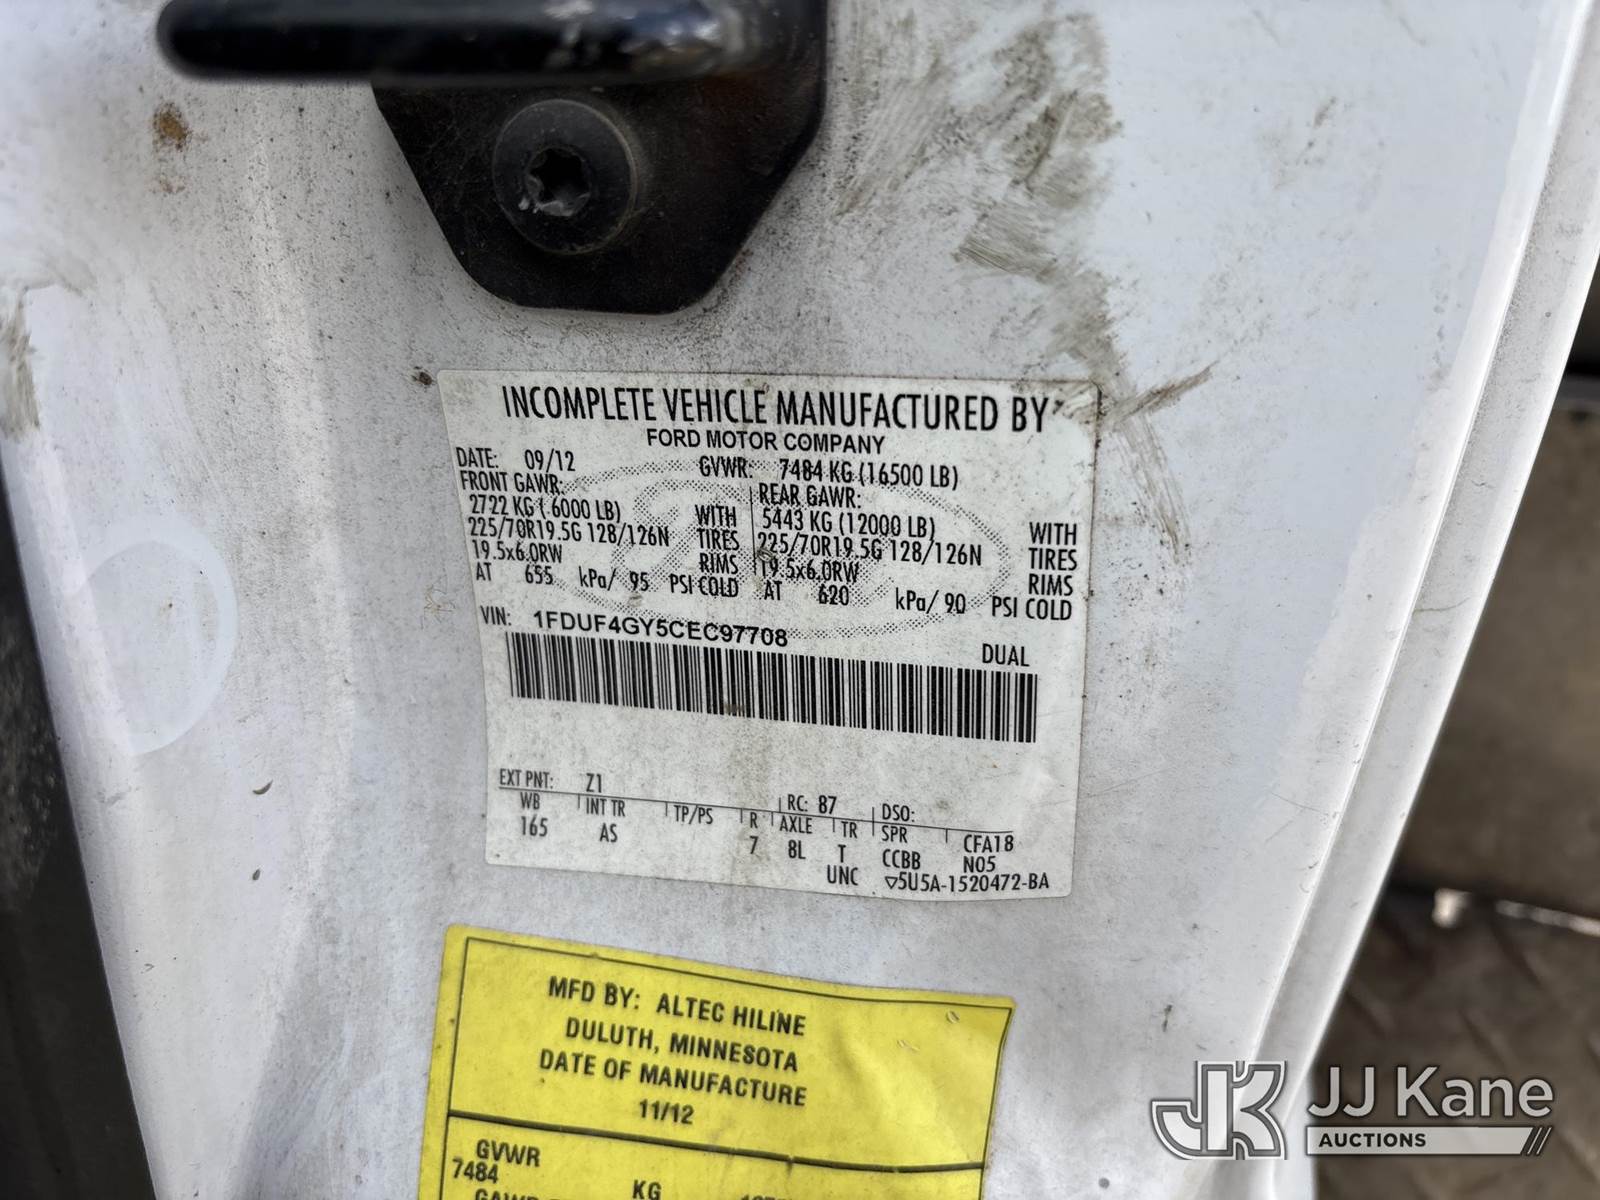 INCOMPLETE VEHICLE MANUFACTURED BY
FORD MOTOR COMPANY
DATE: 09/12 GVWR: 7484 KG (16500 LB)
FRONT GAWR: REAR GAWR:
2722 KG ( 6000 LB) WITH 5443 KG (12000 LB) WITH
225/70R19.5G 128/126N TIRES 225/70R19.5G 128/126N TIRES
19.5x6.0RW RIMS 19.5x6.0RW RIMS
AT 655 kPa/ 95 PSI COLD AT 620 kPa/ 90 PSI COLD
VIN: 1FDUF4GY5CEC97708
DUAL
EXT PNT: Z1 RC: 87 DSO:
WB INT TR TP/PS R AXLE TR SPR CFA18
165 AS 7 8L T CCBB N05
UNC ▽5U5A-1520472-BA
MFD BY: ALTEC HILINE
DULUTH, MINNESOTA
DATE OF MANUFACTURE
11/12
GVWR
7484 KG
JJ Kane
AUCTIONS